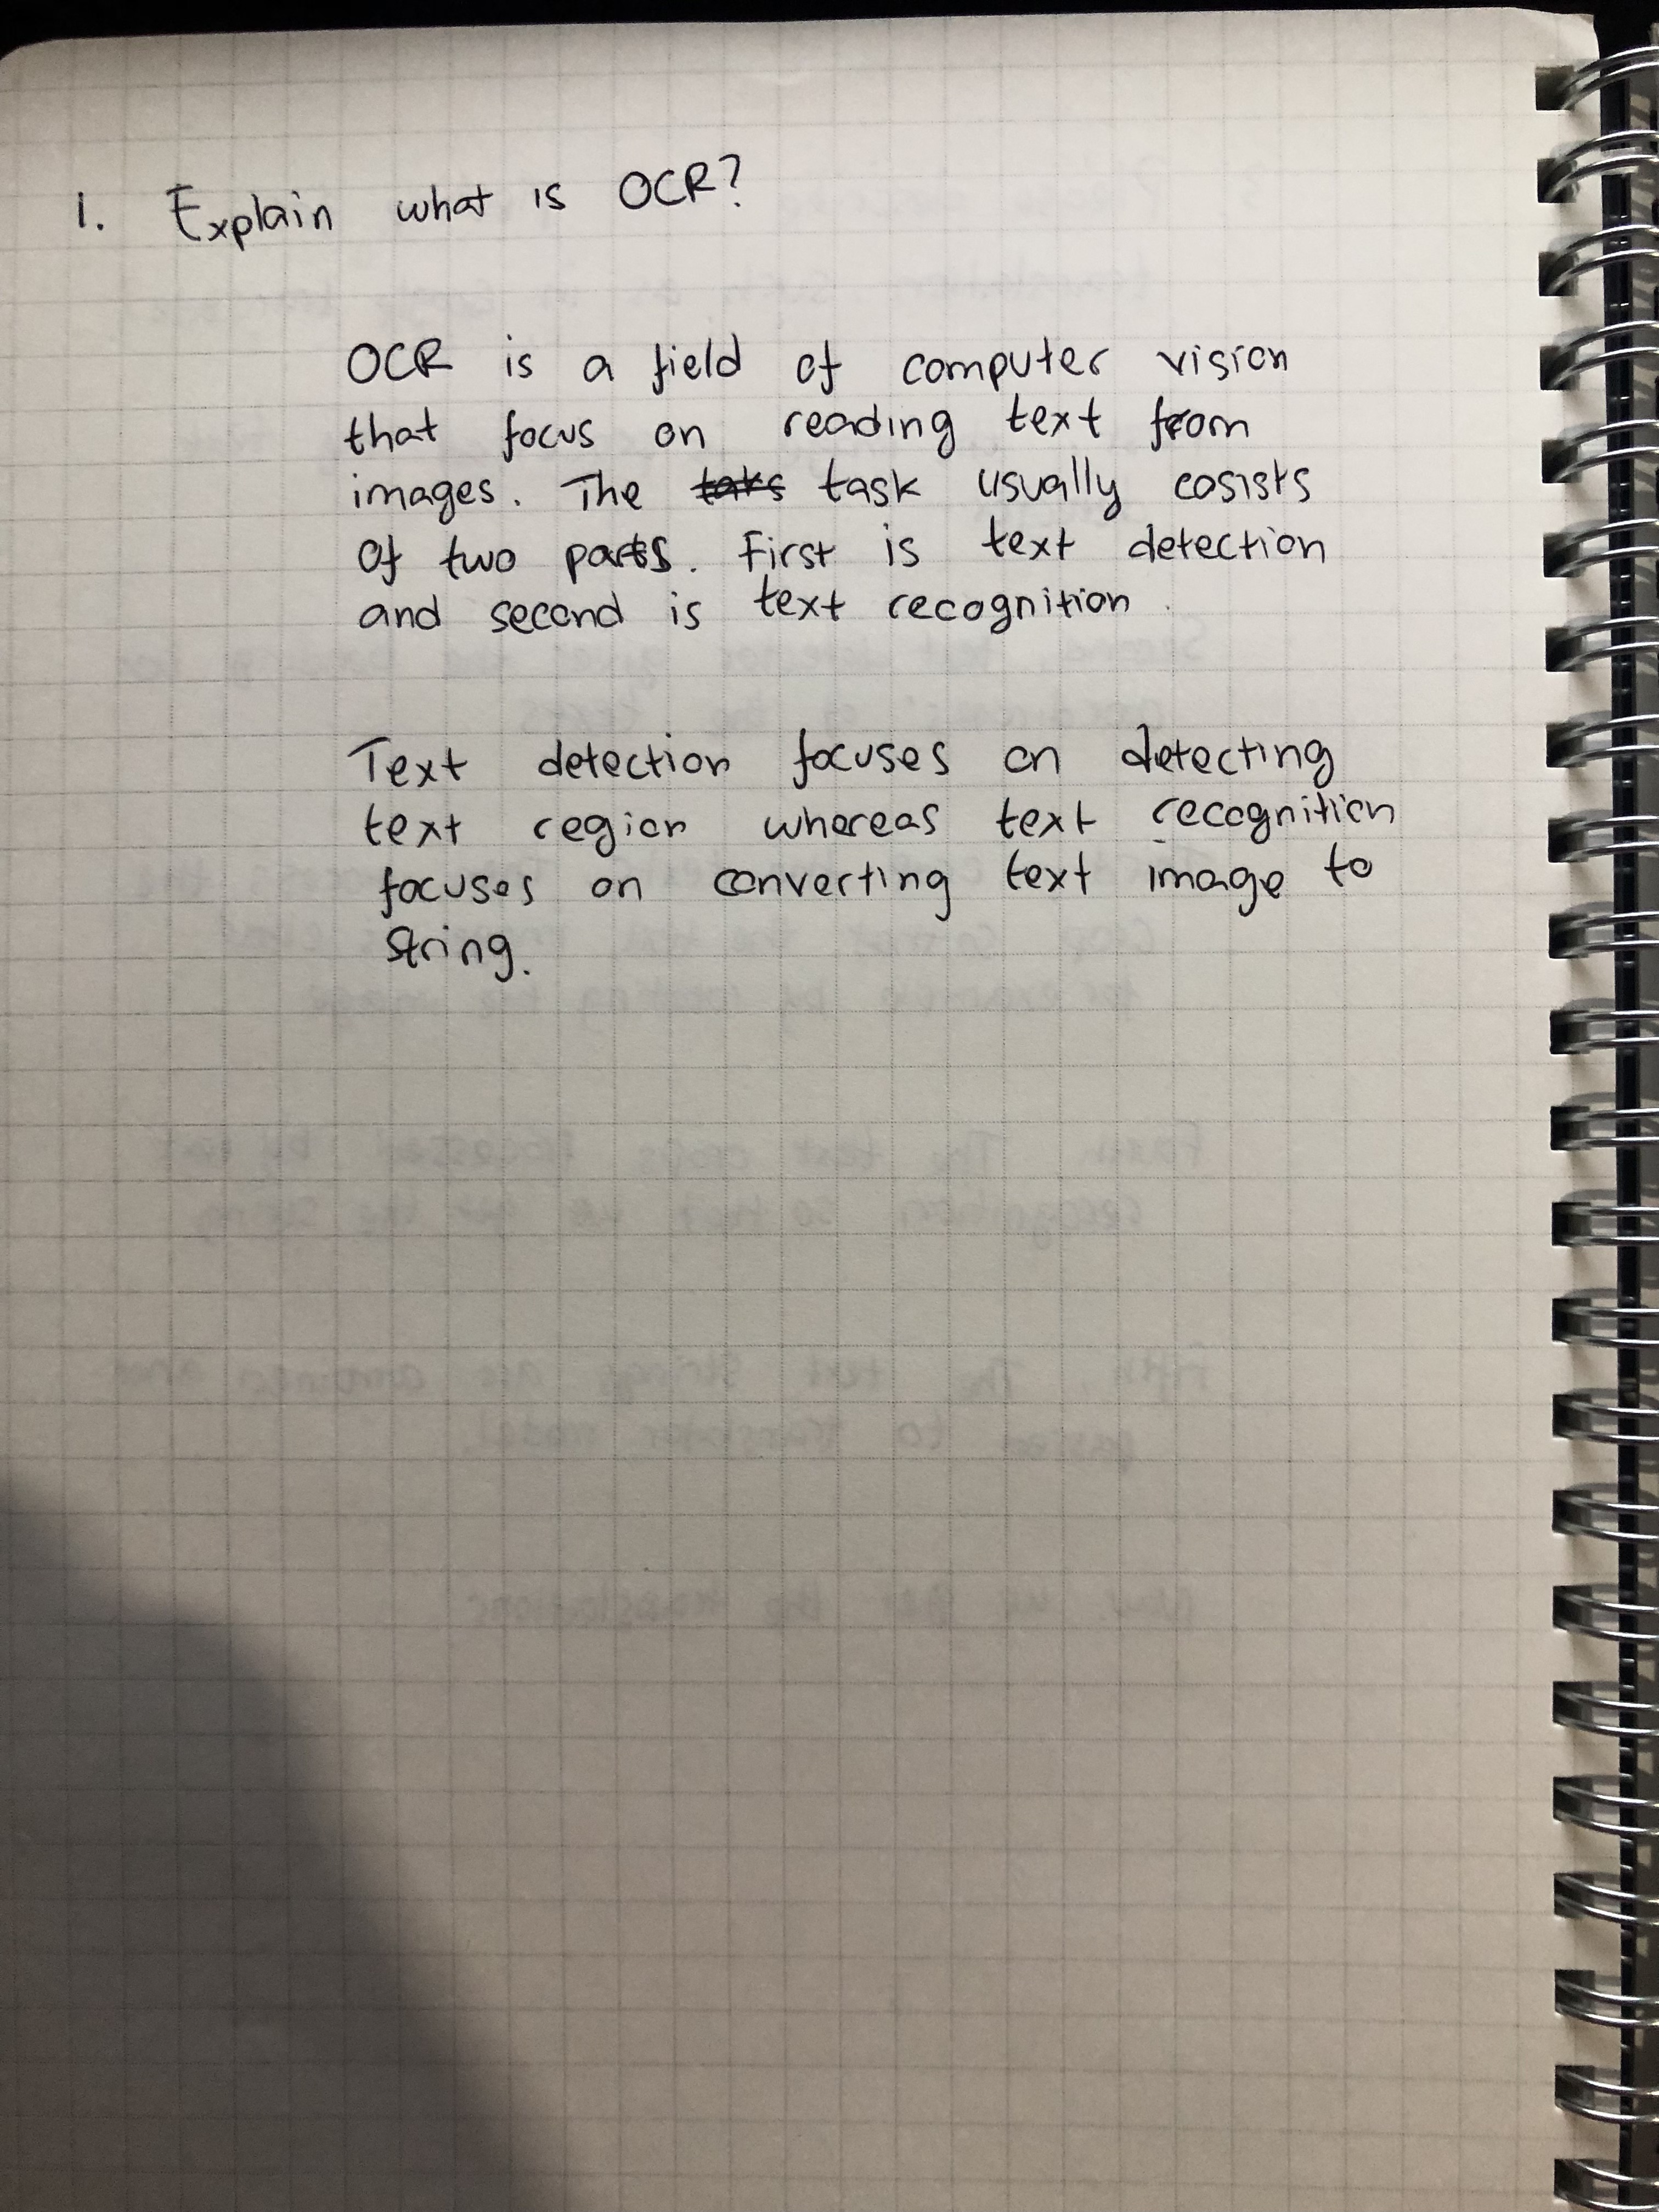 1. Explain what is OCR?
OCR is a field of computer vision
that focus on reading text from
images. The taks task usually cosists
of two parts. First is text detection
and second is text recognition.
Text detection focuses on detecting
text region whereas text recognition
focuses on converting text image to
string.